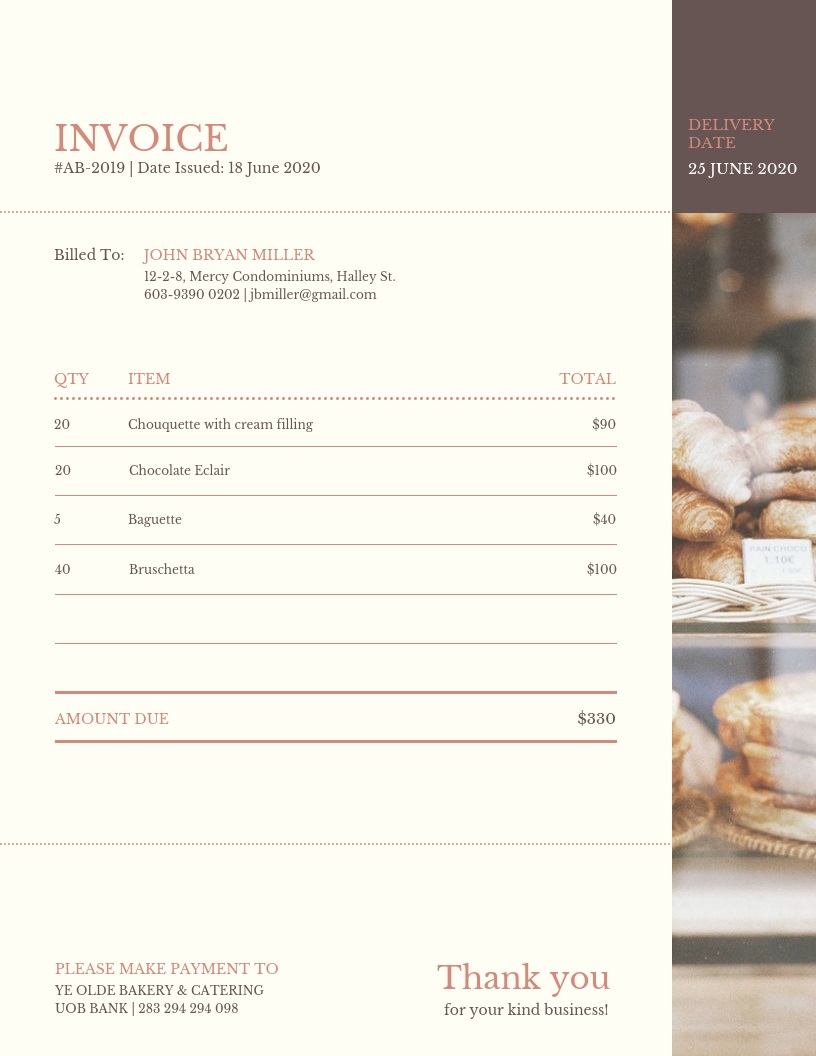 INVOICE
#AB-2019 | Date Issued: 18 June 2020
DELIVERY
DATE
25 JUNE 2020
Billed To: JOHN BRYAN MILLER
12-2-8, Mercy Condominiums, Halley St.
603-9390 0202 | jbmiller@gmail.com
QTY ITEM TOTAL
20 Chouquette with cream filling $90
20 Chocolate Eclair $100
5 Baguette $40
40 Bruschetta $100
AMOUNT DUE $330
PAIN CHOCO
1.10€
PLEASE MAKE PAYMENT TO
YE OLDE BAKERY & CATERING
UOB BANK | 283 294 294 098
Thank you
for your kind business!